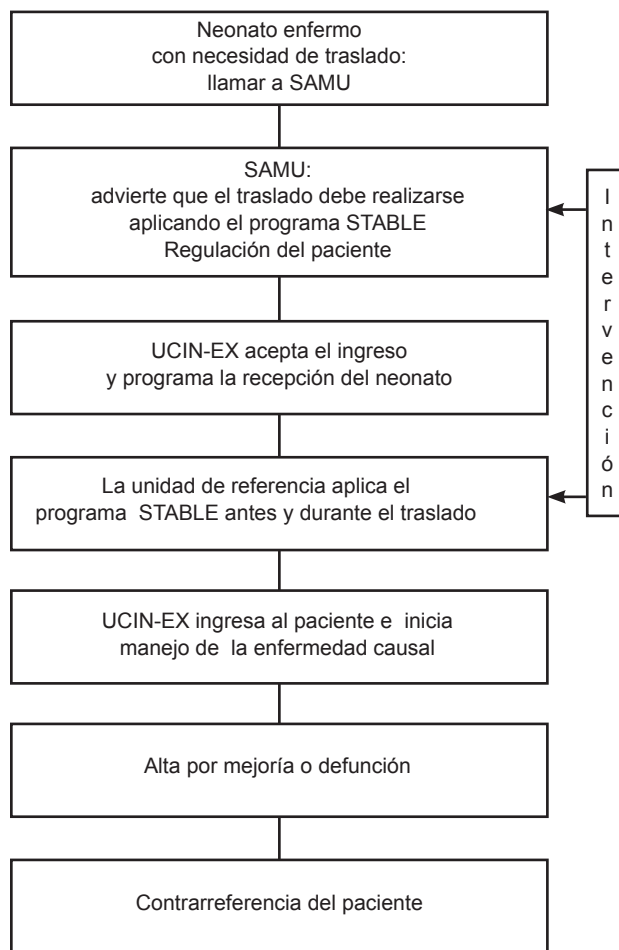 Neonato enfermo
con necesidad de traslado:
llamar a SAMU
SAMU:
advierte que el traslado debe realizarse
aplicando el programa STABLE
Regulación del paciente
Intervención
UCIN-EX acepta el ingreso
y programa la recepción del neonato
La unidad de referencia aplica el
programa STABLE antes y durante el traslado
UCIN-EX ingresa al paciente e inicia
manejo de la enfermedad causal
Alta por mejoría o defunción
Contrarreferencia del paciente